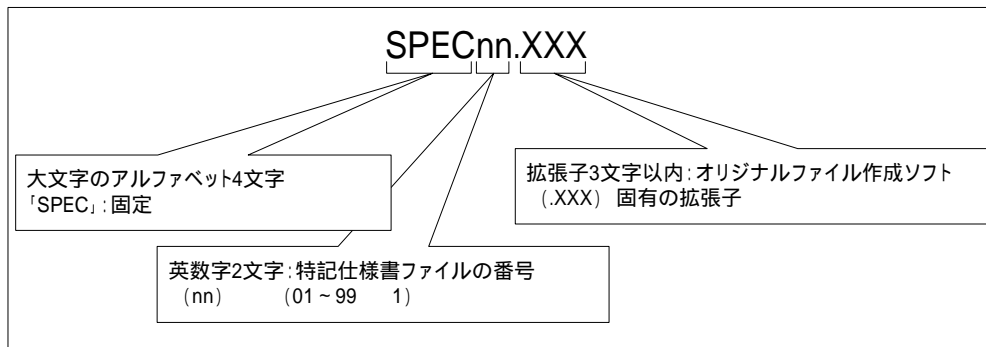 SPECnn.XXX
大文字のアルファベット4文字
「SPEC」:固定
拡張子3文字以内:オリジナルファイル作成ソフト
(.XXX) 固有の拡張子
英数字2文字:特記仕様書ファイルの番号
(nn) (01~99 1)